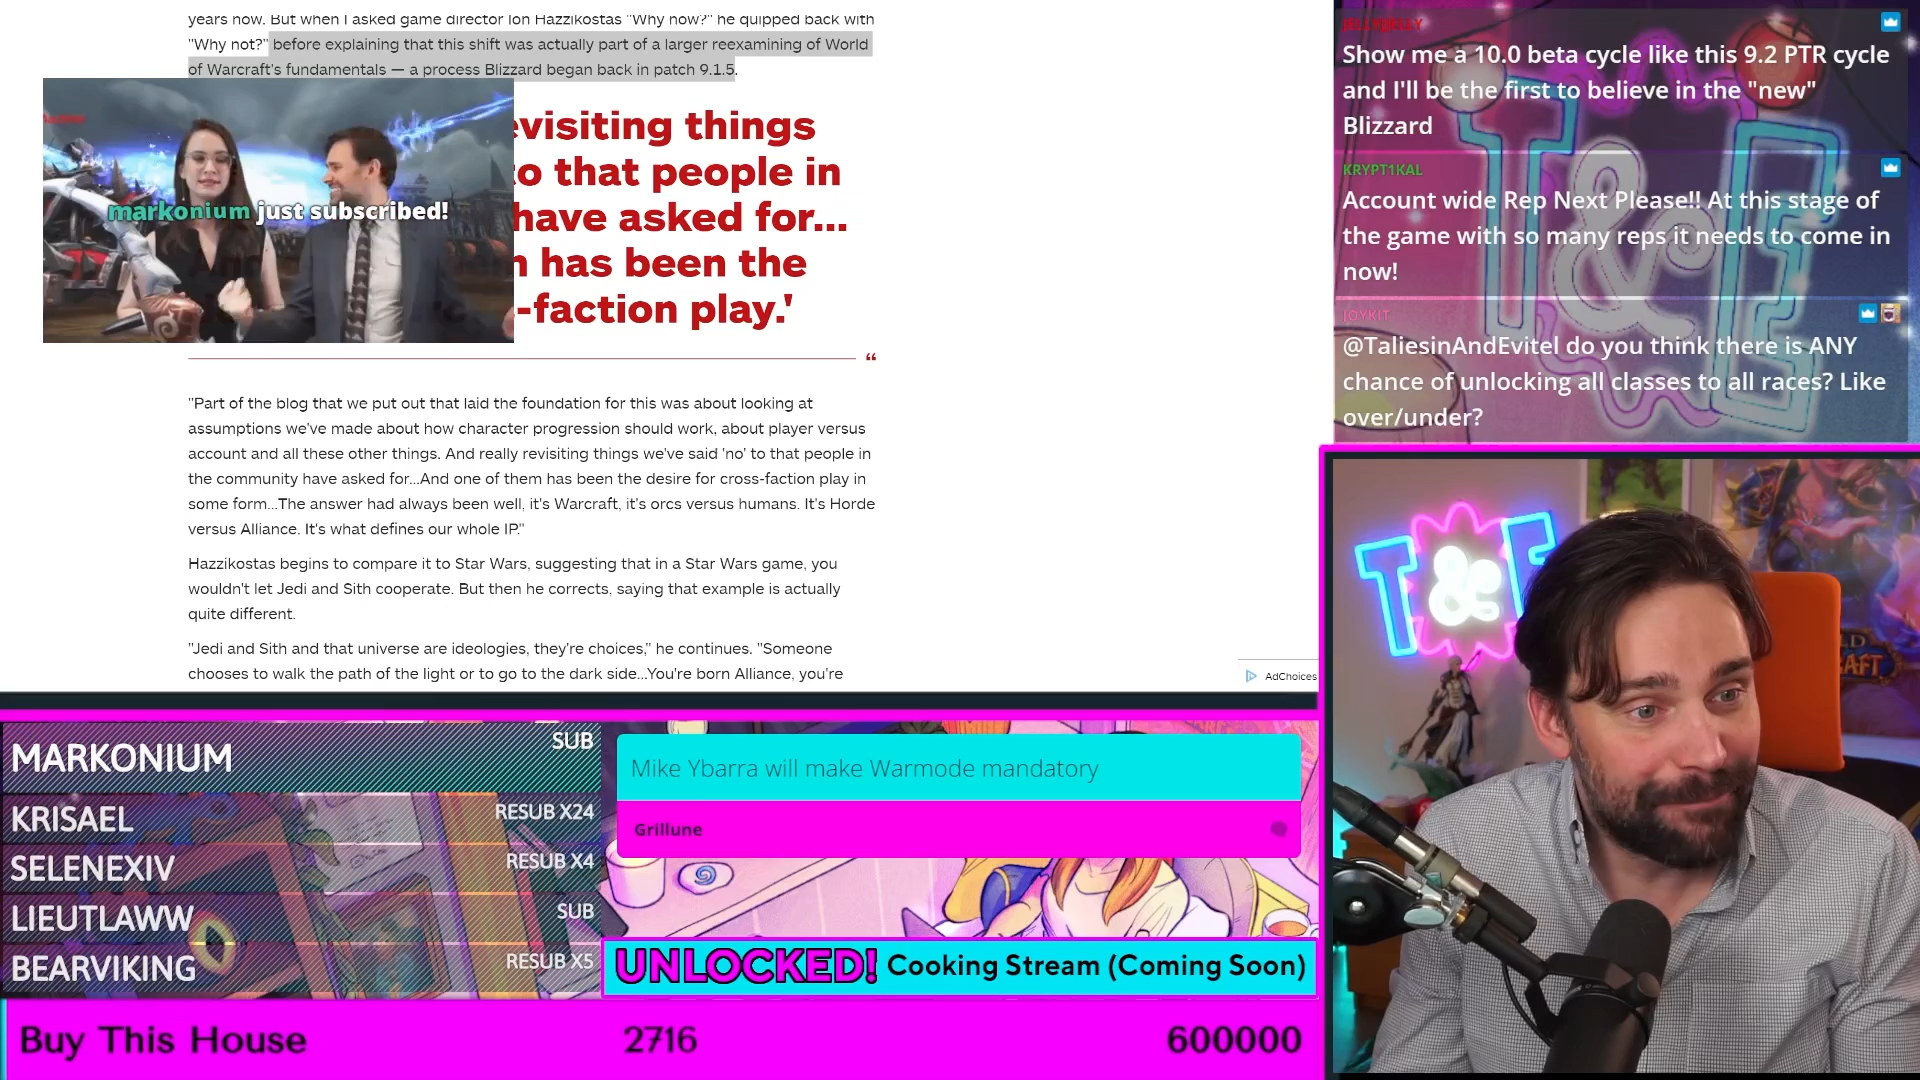 years now. But when I asked game director Ion Hazzikostas "Why now?" he quipped back with
"Why not?" before explaining that this shift was actually part of a larger reexamining of World
of Warcraft's fundamentals — a process Blizzard began back in patch 9.1.5.
evisiting things
to that people in
have asked for...
has been the
-faction play.'
“
markonium just subscribed!
"Part of the blog that we put out that laid the foundation for this was about looking at
assumptions we've made about how character progression should work, about player versus
account and all these other things. And really revisiting things we've said 'no' to that people in
the community have asked for...And one of them has been the desire for cross-faction play in
some form...The answer had always been well, it's Warcraft, it's orcs versus humans. It's Horde
versus Alliance. It's what defines our whole IP."
Hazzikostas begins to compare it to Star Wars, suggesting that in a Star Wars game, you
wouldn't let Jedi and Sith cooperate. But then he corrects, saying that example is actually
quite different.
"Jedi and Sith and that universe are ideologies, they're choices," he continues. "Someone
chooses to walk the path of the light or to go to the dark side...You're born Alliance, you're
AdChoices
Show me a 10.0 beta cycle like this 9.2 PTR cycle
and I'll be the first to believe in the "new"
Blizzard
KRYPT1KAL
Account wide Rep Next Please!! At this stage of
the game with so many reps it needs to come in
now!
JOYKIT
@TaliesinAndEvitel do you think there is ANY
chance of unlocking all classes to all races? Like
over/under?
T&E
MARKONIUM SUB
KRISAEL RESUB X24
SELENEXIV RESUB X4
LIEUTLAWW SUB
BEARVIKING RESUB X5
Mike Ybarra will make Warmode mandatory
Grillune
UNLOCKED! Cooking Stream (Coming Soon)
Buy This House 2716 600000